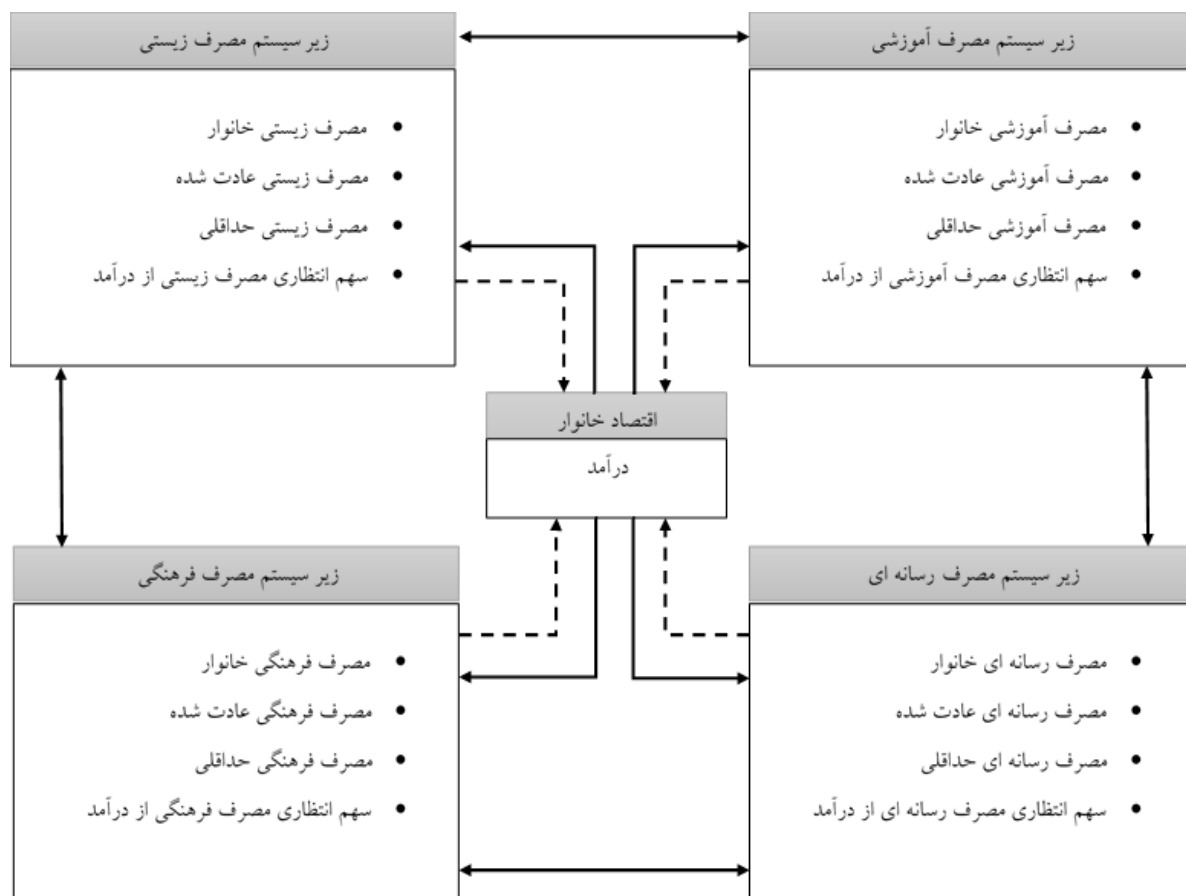 زیر سیستم مصرف آموزشی
مصرف آموزشی خانوار
مصرف آموزشی عادت شده
مصرف آموزشی حداقلی
سهم انتظاری مصرف آموزشی از درآمد
زیر سیستم مصرف زیستی
مصرف زیستی خانوار
مصرف زیستی عادت شده
مصرف زیستی حداقلی
سهم انتظاری مصرف زیستی از درآمد
اقتصاد خانوار
درآمد
زیر سیستم مصرف رسانه ای
مصرف رسانه ای خانوار
مصرف رسانه ای عادت شده
مصرف رسانه ای حداقلی
سهم انتظاری مصرف رسانه ای از درآمد
زیر سیستم مصرف فرهنگی
مصرف فرهنگی خانوار
مصرف فرهنگی عادت شده
مصرف فرهنگی حداقلی
سهم انتظاری مصرف فرهنگی از درآمد